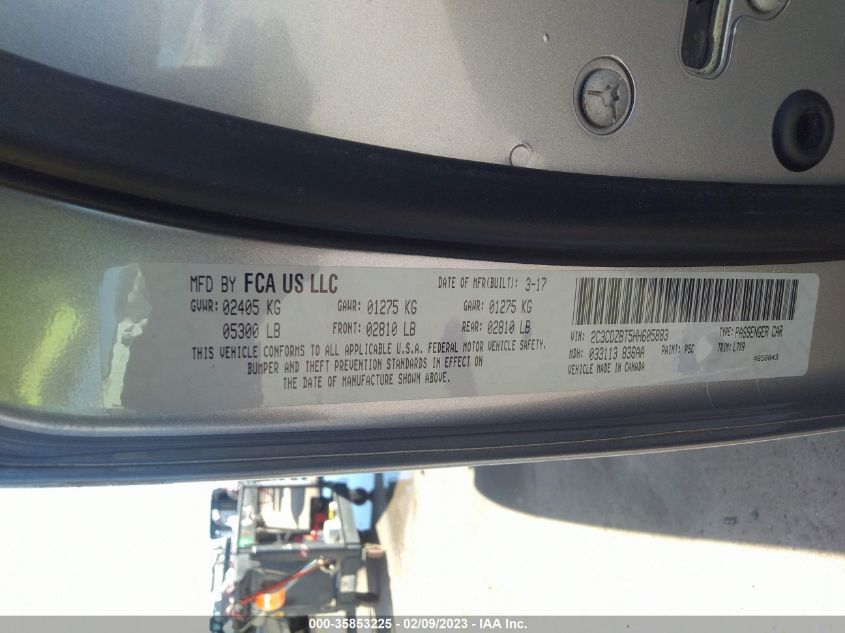 MFD BY FCA US LLC
DATE OF MFR(BUILT): 3-17
GVWR: 02405 KG GAWR: 01275 KG GAWR: 01275 KG
05300 LB FRONT: 02810 LB REAR: 02810 LB
THIS VEHICLE CONFORMS TO ALL APPLICABLE U.S.A. FEDERAL MOTOR VEHICLE SAFETY,
BUMPER AND THEFT PREVENTION STANDARDS IN EFFECT ON
THE DATE OF MANUFACTURE SHOWN ABOVE.
VIN: 2C3CDZBT5HH605883 TYPE: PASSENGER CAR
MDH: 033113 836AA PAINT: PSC TRIM: L7X9
VEHICLE MADE IN CANADA 4658643
000-35853225 - 02/09/2023 - IAA Inc.